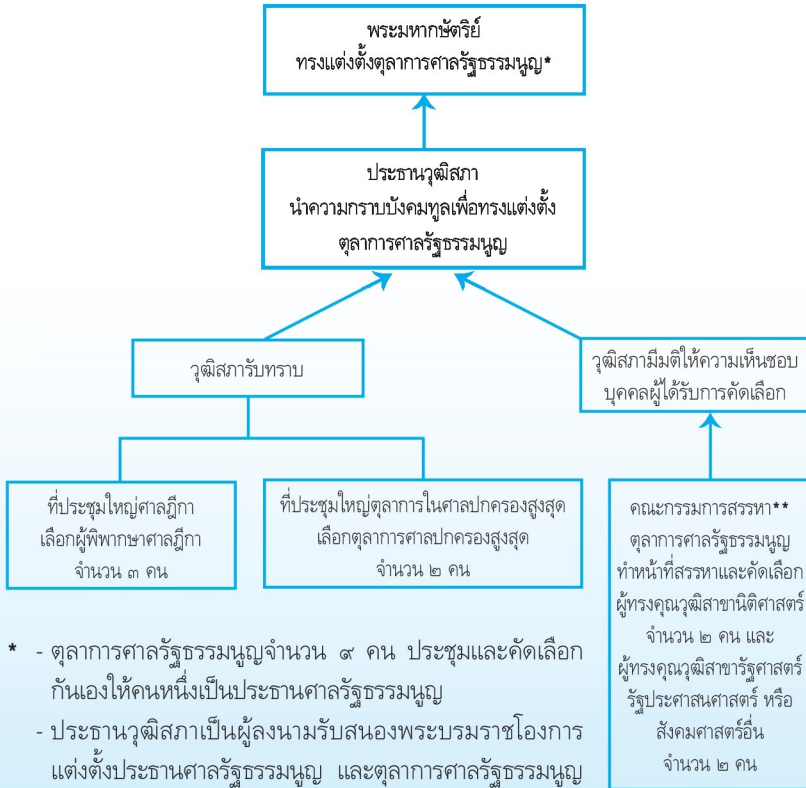 พระมหากษัตริย์
ทรงแต่งตั้งตุลาการศาลรัฐธรรมนูญ*
ประธานวุฒิสภา
นำความกราบบังคมทูลเพื่อทรงแต่งตั้ง
ตุลาการศาลรัฐธรรมนูญ
วุฒิสภารับทราบ
วุฒิสภามีมติให้ความเห็นชอบ
บุคคลผู้ได้รับการคัดเลือก
ที่ประชุมใหญ่ศาลฎีกา
เลือกผู้พิพากษาศาลฎีกา
จำนวน ๓ คน
ที่ประชุมใหญ่ตุลาการในศาลปกครองสูงสุด
เลือกตุลาการศาลปกครองสูงสุด
จำนวน ๒ คน
คณะกรรมการสรรหา**
ตุลาการศาลรัฐธรรมนูญ
ทำหน้าที่สรรหาและคัดเลือก
ผู้ทรงคุณวุฒิสาขานิติศาสตร์
จำนวน ๒ คน และ
ผู้ทรงคุณวุฒิสาขารัฐศาสตร์
รัฐประศาสนศาสตร์ หรือ
สังคมศาสตร์อื่น
จำนวน ๒ คน
* - ตุลาการศาลรัฐธรรมนูญจำนวน ๙ คน ประชุมและคัดเลือก
กันเองให้คนหนึ่งเป็นประธานศาลรัฐธรรมนูญ
- ประธานวุฒิสภาเป็นผู้ลงนามรับสนองพระบรมราชโองการ
แต่งตั้งประธานศาลรัฐธรรมนูญ และตุลาการศาลรัฐธรรมนูญ